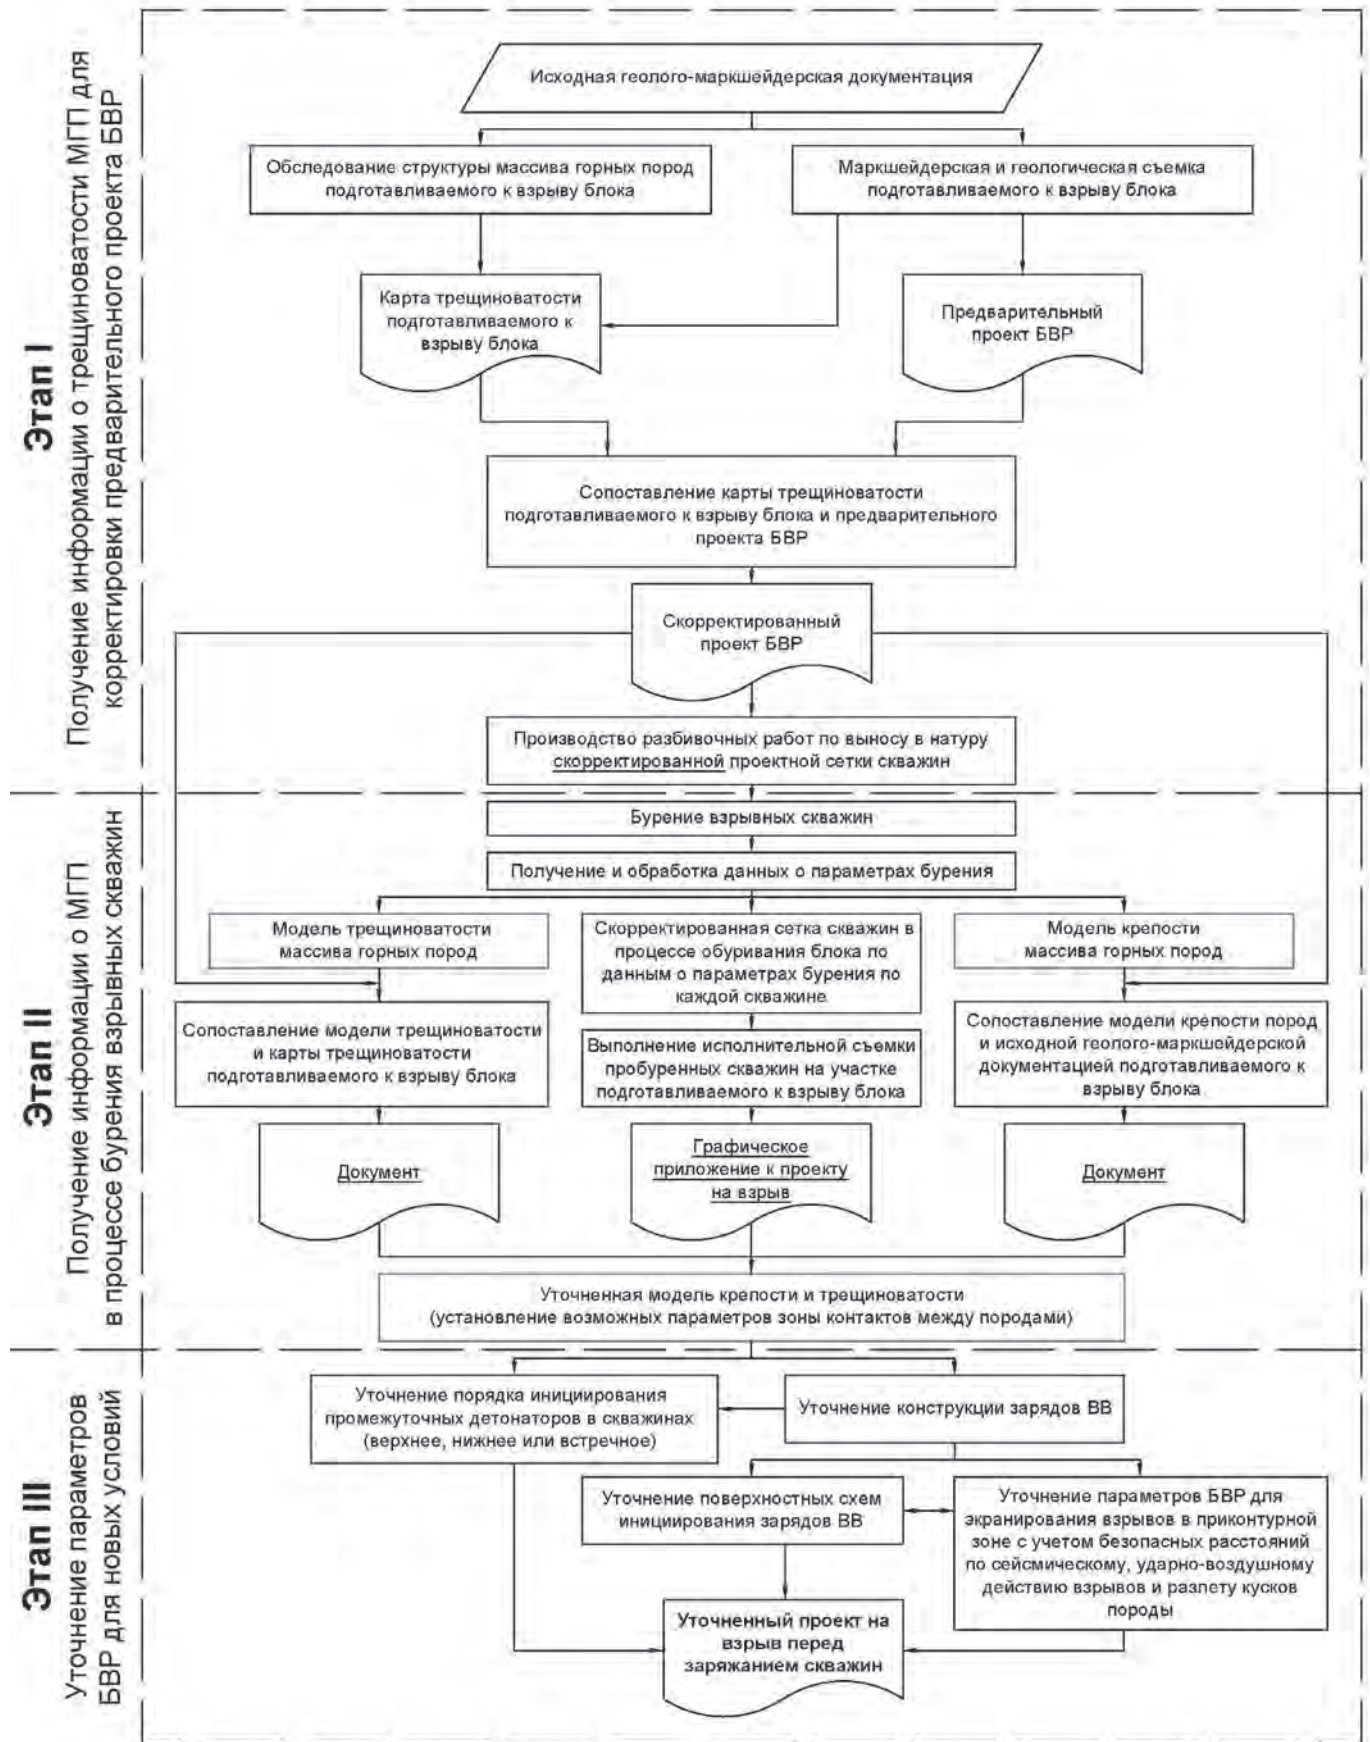 Этап I
Получение информации о трещиноватости МГП для
корректировки предварительного проекта БВР
Исходная геолого-маркшейдерская документация
Обследование структуры массива горных пород
подготавливаемого к взрыву блока
Маркшейдерская и геологическая съемка
подготавливаемого к взрыву блока
Карта трещиноватости
подготавливаемого к
взрыву блока
Предварительный
проект БВР
Сопоставление карты трещиноватости
подготавливаемого к взрыву блока и предварительного
проекта БВР
Скорректированный
проект БВР
Производство разбивочных работ по выносу в натуру
скорректированной проектной сетки скважин
Этап II
Получение информации о МГП
в процессе бурения взрывных скважин
Бурение взрывных скважин
Получение и обработка данных о параметрах бурения
Модель трещиноватости
массива горных пород
Скорректированная сетка скважин в
процессе обуривания блока по
данным о параметрах бурения по
каждой скважине
Модель крепости
массива горных пород
Сопоставление модели трещиноватости
и карты трещиноватости
подготавливаемого к взрыву блока
Выполнение исполнительной съемки
пробуренных скважин на участке
подготавливаемого к взрыву блока
Сопоставление модели крепости пород
и исходной геолого-маркшейдерской
документацией подготавливаемого к
взрыву блока
Документ
Графическое
приложение к проекту
на взрыв
Документ
Уточненная модель крепости и трещиноватости
(установление возможных параметров зоны контактов между породами)
Этап III
Уточнение параметров
БВР для новых условий
Уточнение порядка инициирования
промежуточных детонаторов в скважинах
(верхнее, нижнее или встречное)
Уточнение конструкции зарядов ВВ
Уточнение поверхностных схем
инициирования зарядов ВВ
Уточнение параметров БВР для
экранирования взрывов в приконтурной
зоне с учетом безопасных расстояний
по сейсмическому, ударно-воздушному
действию взрывов и разлету кусков
породы
Уточненный проект на
взрыв перед
заряжанием скважин